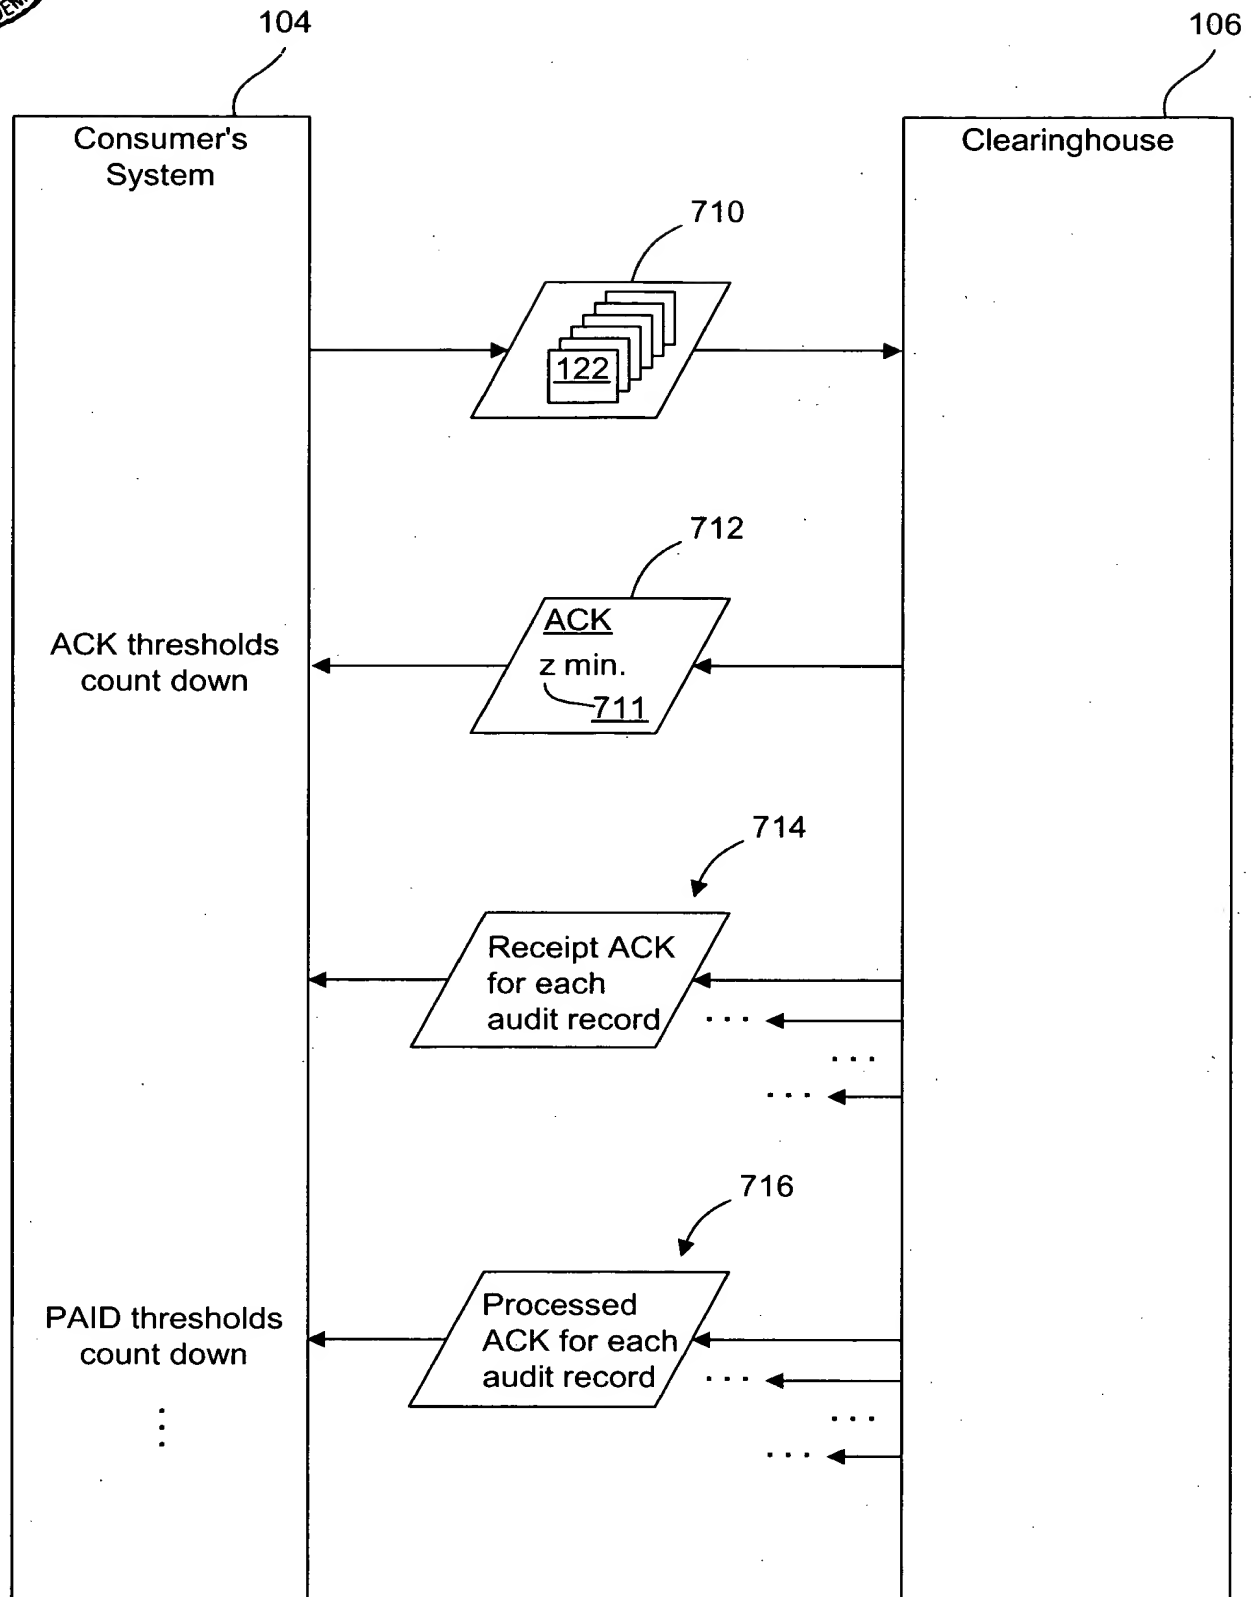 104
106
Consumer's
System
Clearinghouse
710
122
712
ACK
z min.
711
ACK thresholds
count down
714
Receipt ACK
for each
audit record
...
...
...
716
Processed
ACK for each
audit record
...
...
...
PAID thresholds
count down